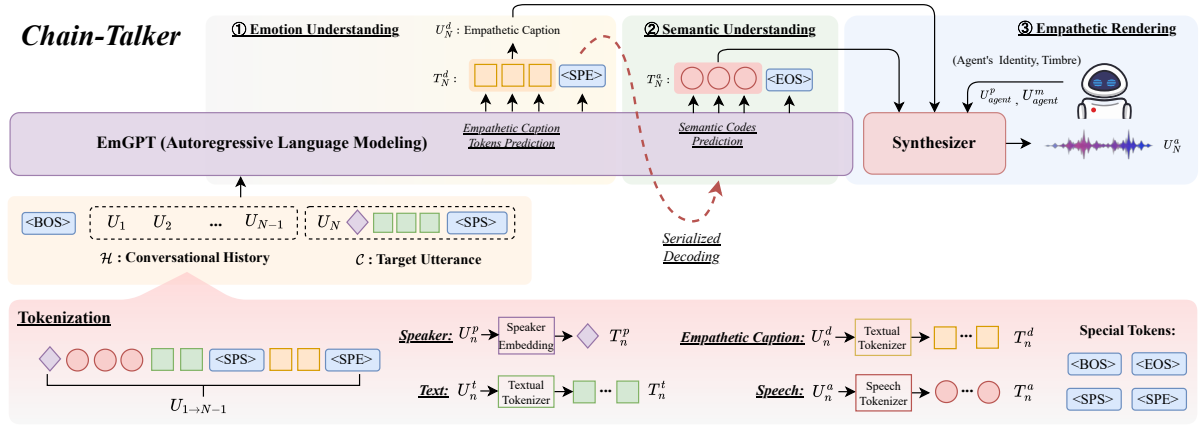 Chain-Talker
① Emotion Understanding
② Semantic Understanding
③ Empathetic Rendering
U_N^d : Empathetic Caption
T_N^d :
<SPE>
T_N^a :
<EOS>
(Agent's Identity, Timbre)
U_agent^p , U_agent^m
EmGPT (Autoregressive Language Modeling)
Empathetic Caption
Tokens Prediction
Semantic Codes
Prediction
Synthesizer
U_N^a
<BOS>
U_1 U_2 ... U_{N-1}
U_N
<SPS>
H : Conversational History
C : Target Utterance
Serialized
Decoding
Tokenization
<SPS>
<SPE>
U_{1→N-1}
Speaker: U_n^p
Speaker
Embedding
T_n^p
Text: U_n^t
Textual
Tokenizer
... T_n^t
Empathetic Caption: U_n^d
Textual
Tokenizer
... T_n^d
Speech: U_n^a
Speech
Tokenizer
... T_n^a
Special Tokens:
<BOS> <EOS>
<SPS> <SPE>